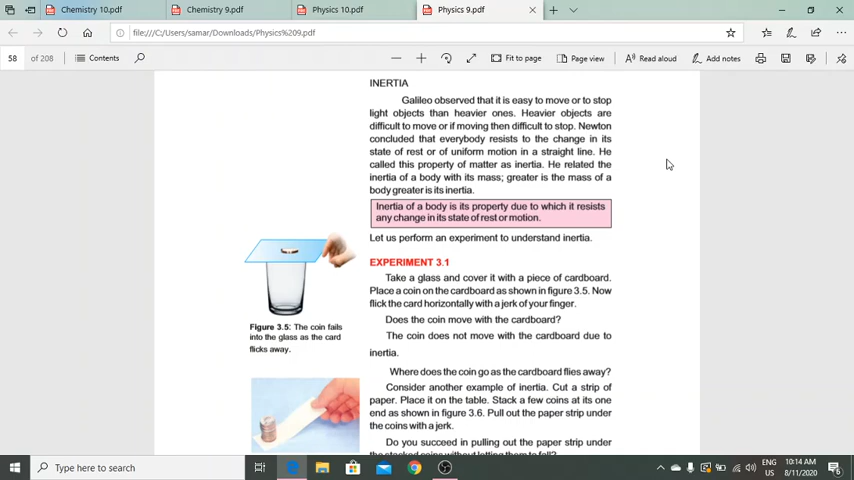 Chemistry 10.pdf
Chemistry 9.pdf
Physics 10.pdf
Physics 9.pdf
file:///C:/Users/samar/Downloads/Physics%209.pdf
58 of 208
Contents
Fit to page
Page view
Read aloud
Add notes
INERTIA
Galileo observed that it is easy to move or to stop
light objects than heavier ones. Heavier objects are
difficult to move or if moving then difficult to stop. Newton
concluded that everybody resists to the change in its
state of rest or of uniform motion in a straight line. He
called this property of matter as inertia. He related the
inertia of a body with its mass; greater is the mass of a
body greater is its inertia.
Inertia of a body is its property due to which it resists
any change in its state of rest or motion.
Let us perform an experiment to understand inertia.
EXPERIMENT 3.1
Take a glass and cover it with a piece of cardboard.
Place a coin on the cardboard as shown in figure 3.5. Now
flick the card horizontally with a jerk of your finger.
Does the coin move with the cardboard?
The coin does not move with the cardboard due to
inertia.
Where does the coin go as the cardboard flies away?
Consider another example of inertia. Cut a strip of
paper. Place it on the table. Stack a few coins at its one
end as shown in figure 3.6. Pull out the paper strip under
the coins with a jerk.
Do you succeed in pulling out the paper strip under
the stacked coins without letting them to fall?
Figure 3.5: The coin falls
into the glass as the card
flicks away.
Type here to search
ENG
US
10:14 AM
8/11/2020